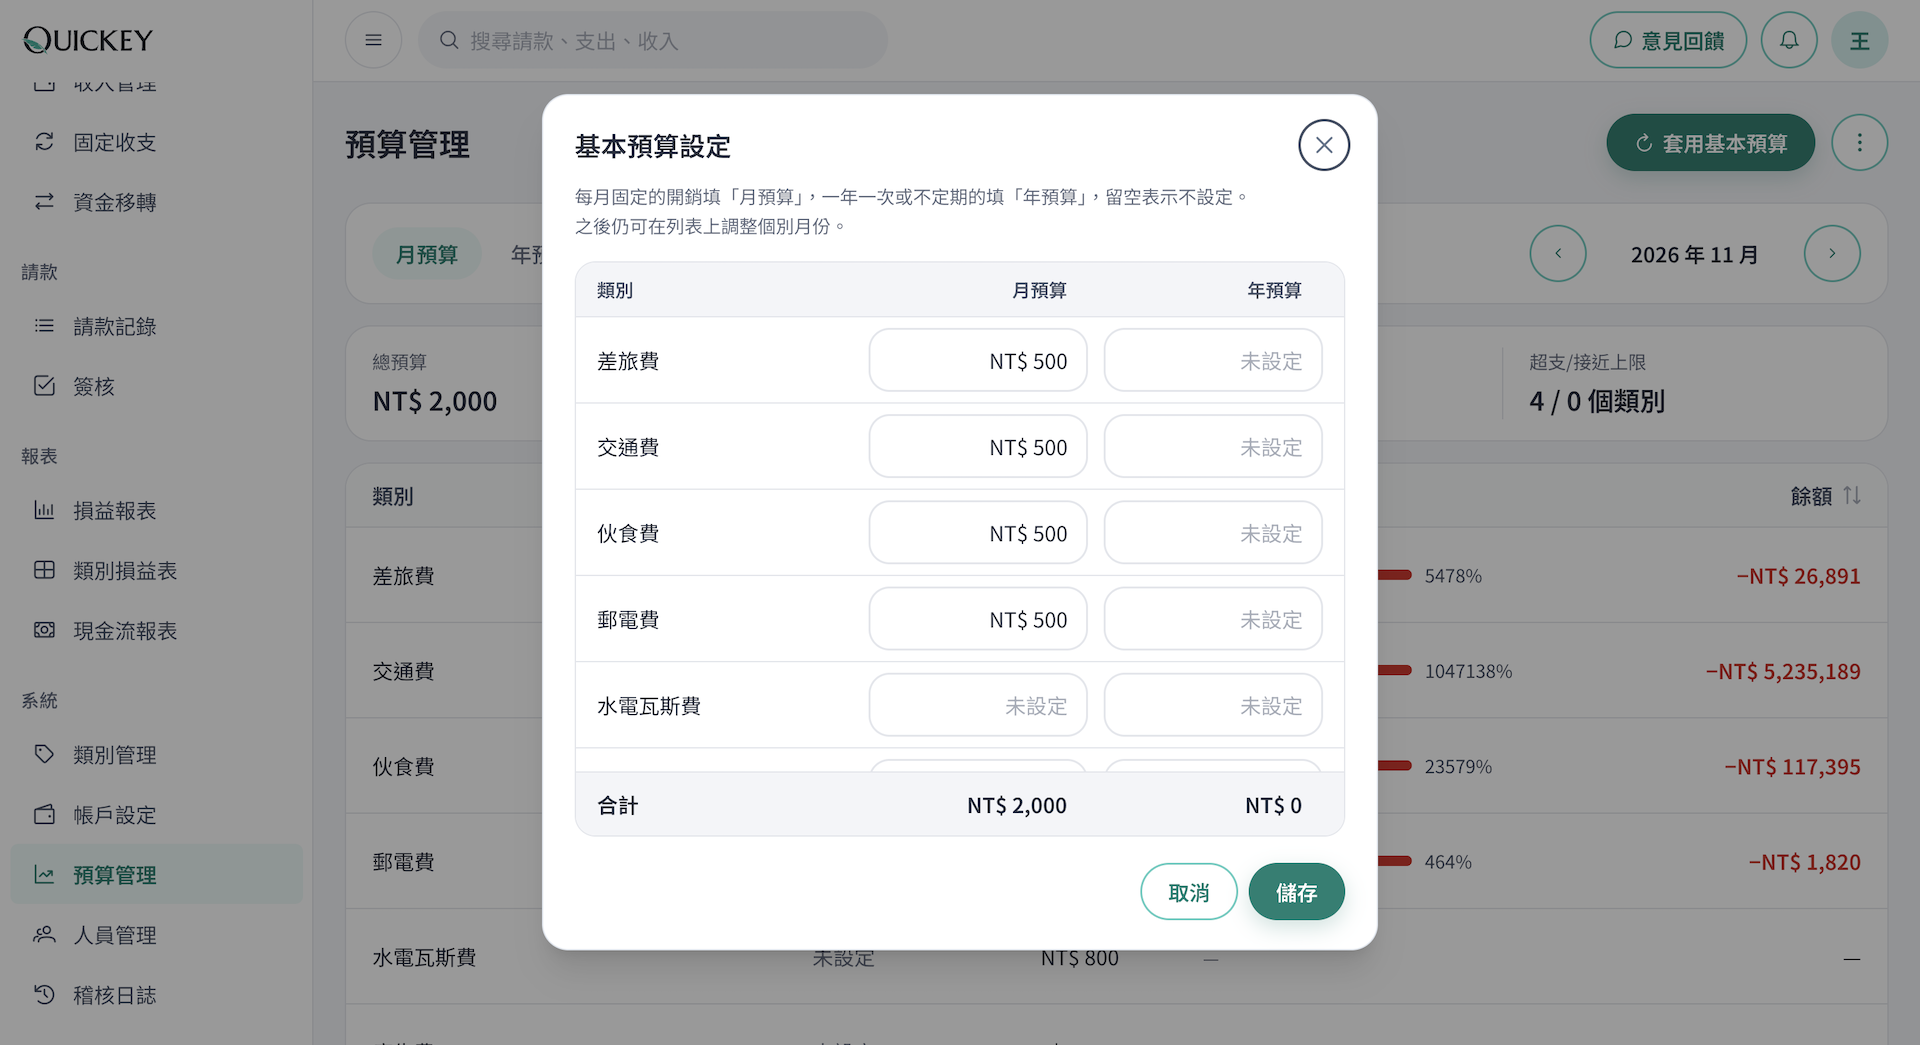 QUICKEY
搜尋請款、支出、收入
意見回饋
王
收入管理
固定收支
資金移轉
請款
請款記錄
簽核
報表
損益報表
類別損益表
現金流報表
系統
類別管理
帳戶設定
預算管理
人員管理
稽核日誌
預算管理
套用基本預算
月預算
年預
2026 年 11 月
總預算
NT$ 2,000
超支/接近上限
4 / 0 個類別
類別
餘額
差旅費
5478%
−NT$ 26,891
交通費
1047138%
−NT$ 5,235,189
伙食費
23579%
−NT$ 117,395
郵電費
464%
−NT$ 1,820
水電瓦斯費
未設定
NT$ 800
—
—
基本預算設定
每月固定的開銷填「月預算」，一年一次或不定期的填「年預算」，留空表示不設定。
之後仍可在列表上調整個別月份。
類別
月預算
年預算
差旅費
NT$ 500
未設定
交通費
NT$ 500
未設定
伙食費
NT$ 500
未設定
郵電費
NT$ 500
未設定
水電瓦斯費
未設定
未設定
合計
NT$ 2,000
NT$ 0
取消
儲存